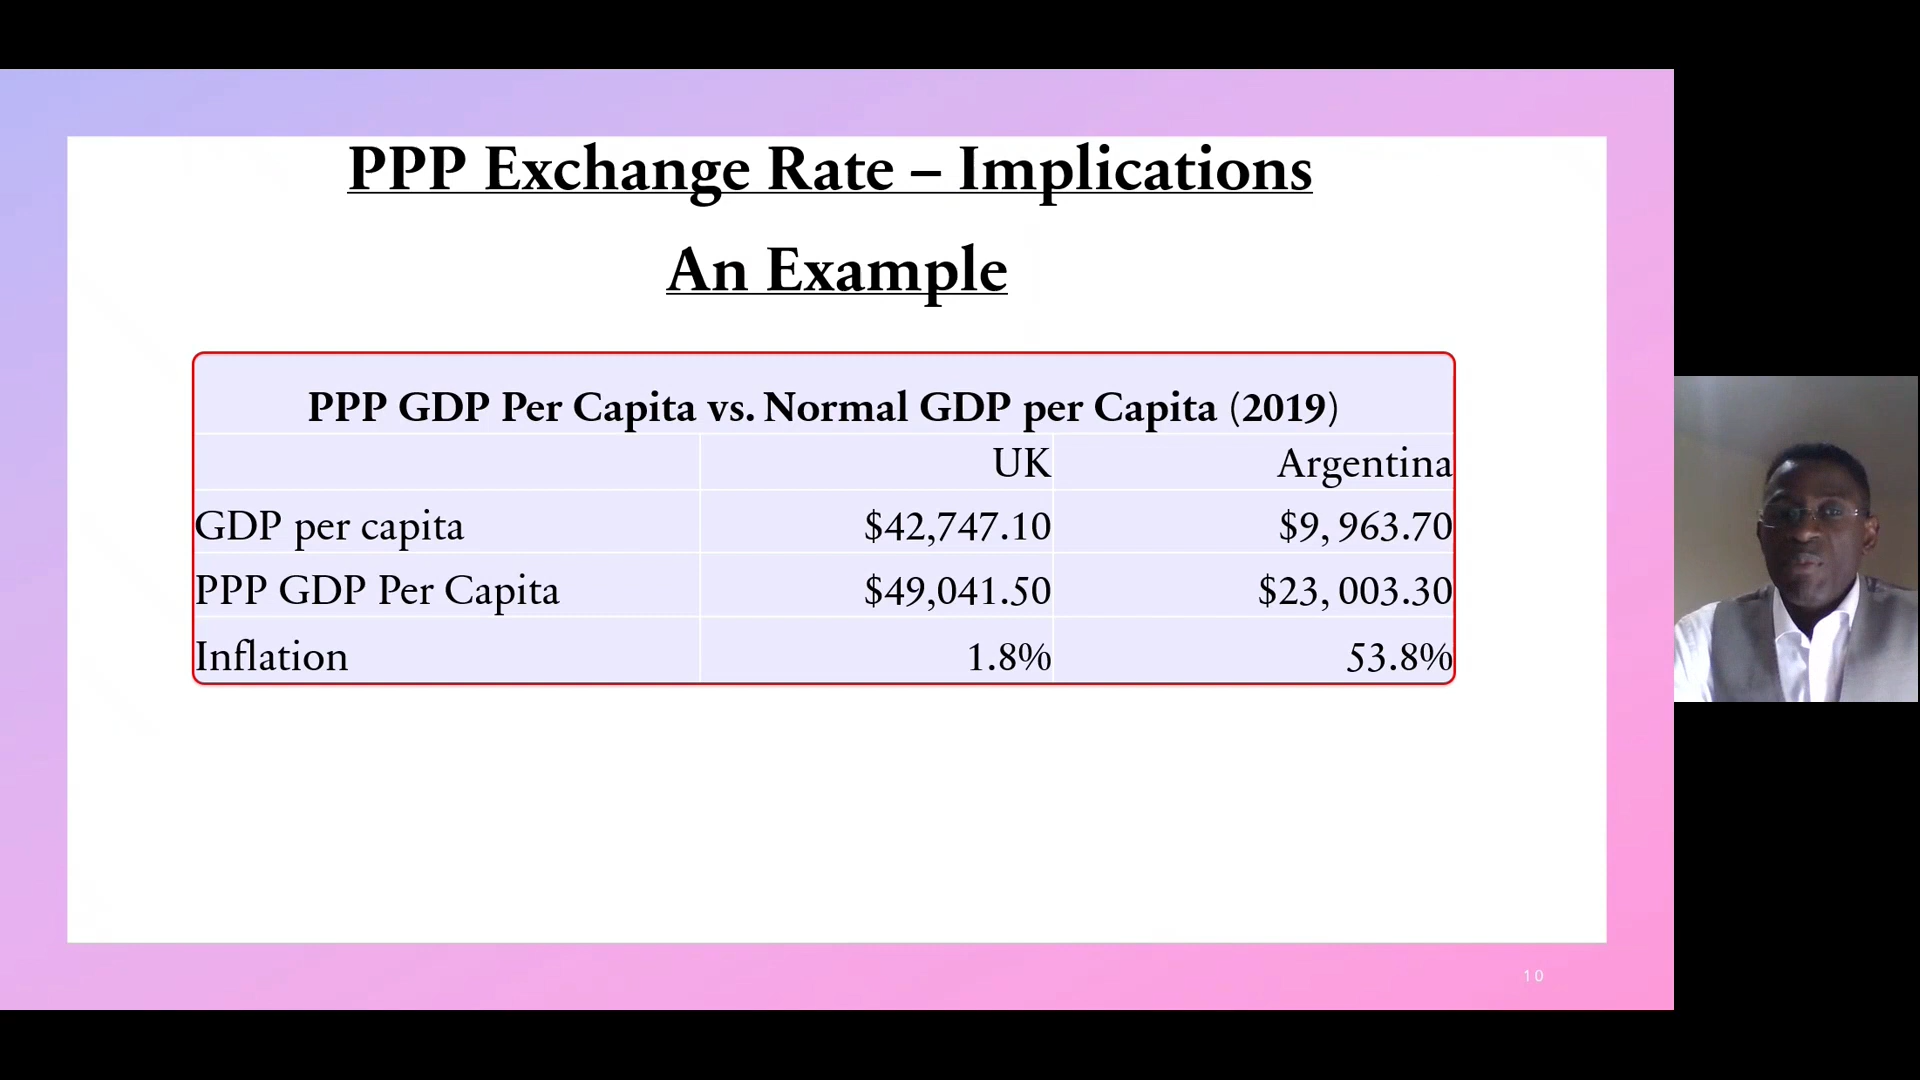 PPP Exchange Rate – Implications
An Example
PPP GDP Per Capita vs. Normal GDP per Capita (2019)
UK Argentina
GDP per capita $42,747.10 $9, 963.70
PPP GDP Per Capita $49,041.50 $23, 003.30
Inflation 1.8% 53.8%
10